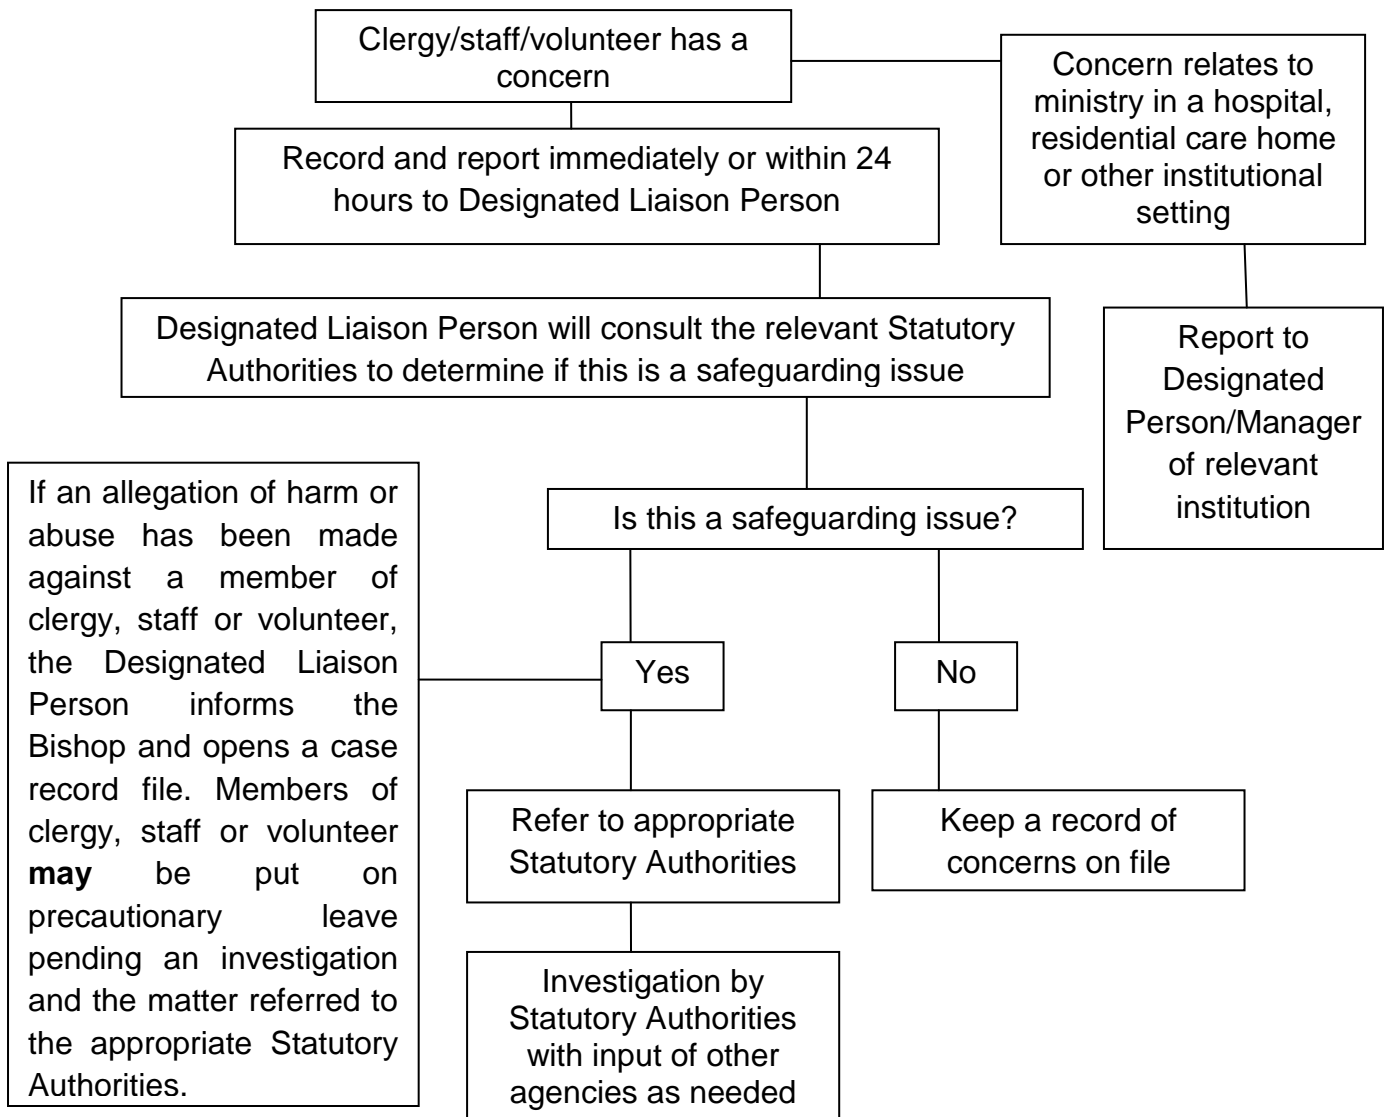 Clergy/staff/volunteer has a
concern
Concern relates to
ministry in a hospital,
residential care home
or other institutional
setting
Record and report immediately or within 24
hours to Designated Liaison Person
Designated Liaison Person will consult the relevant Statutory
Authorities to determine if this is a safeguarding issue
Report to
Designated
Person/Manager
of relevant
institution
If an allegation of harm or
abuse has been made
against a member of
clergy, staff or volunteer,
the Designated Liaison
Person informs the
Bishop and opens a case
record file. Members of
clergy, staff or volunteer
may be put on
precautionary leave
pending an investigation
and the matter referred to
the appropriate Statutory
Authorities.
Is this a safeguarding issue?
Yes
No
Refer to appropriate
Statutory Authorities
Keep a record of
concerns on file
Investigation by
Statutory Authorities
with input of other
agencies as needed